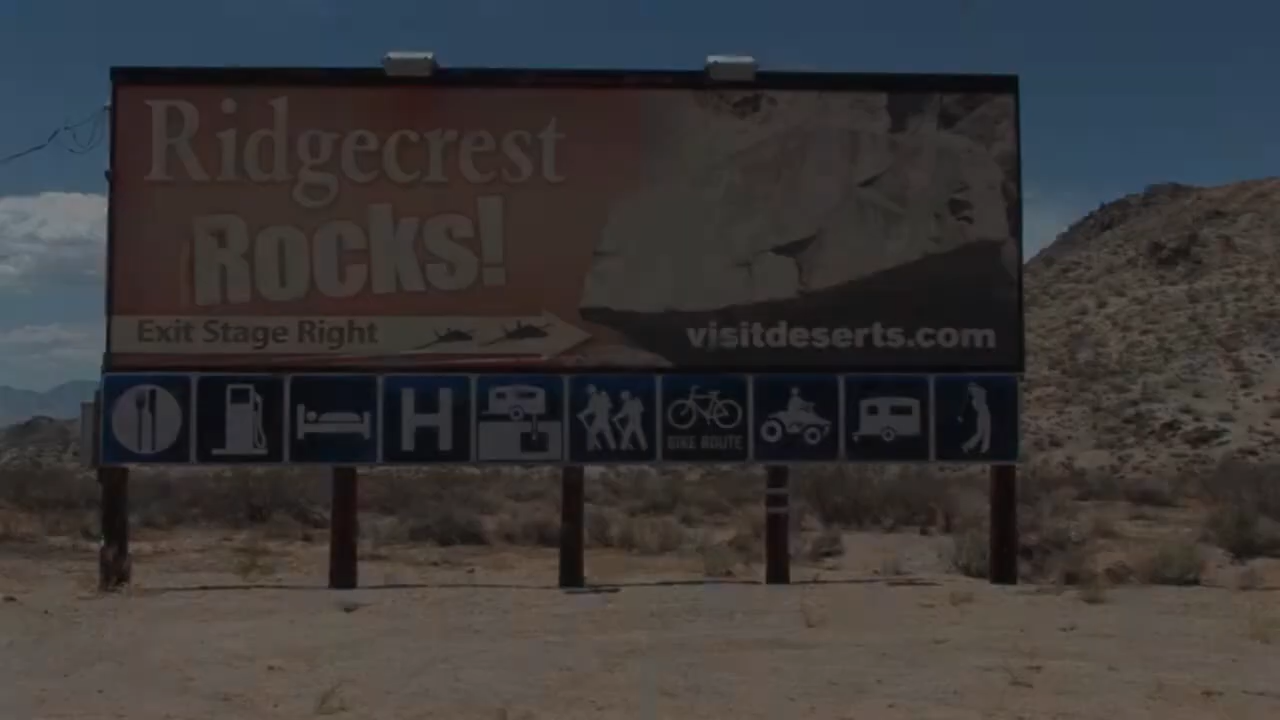 Ridgecrest
ROCKS!
Exit Stage Right
visitdeserts.com
H
BIKE ROUTE